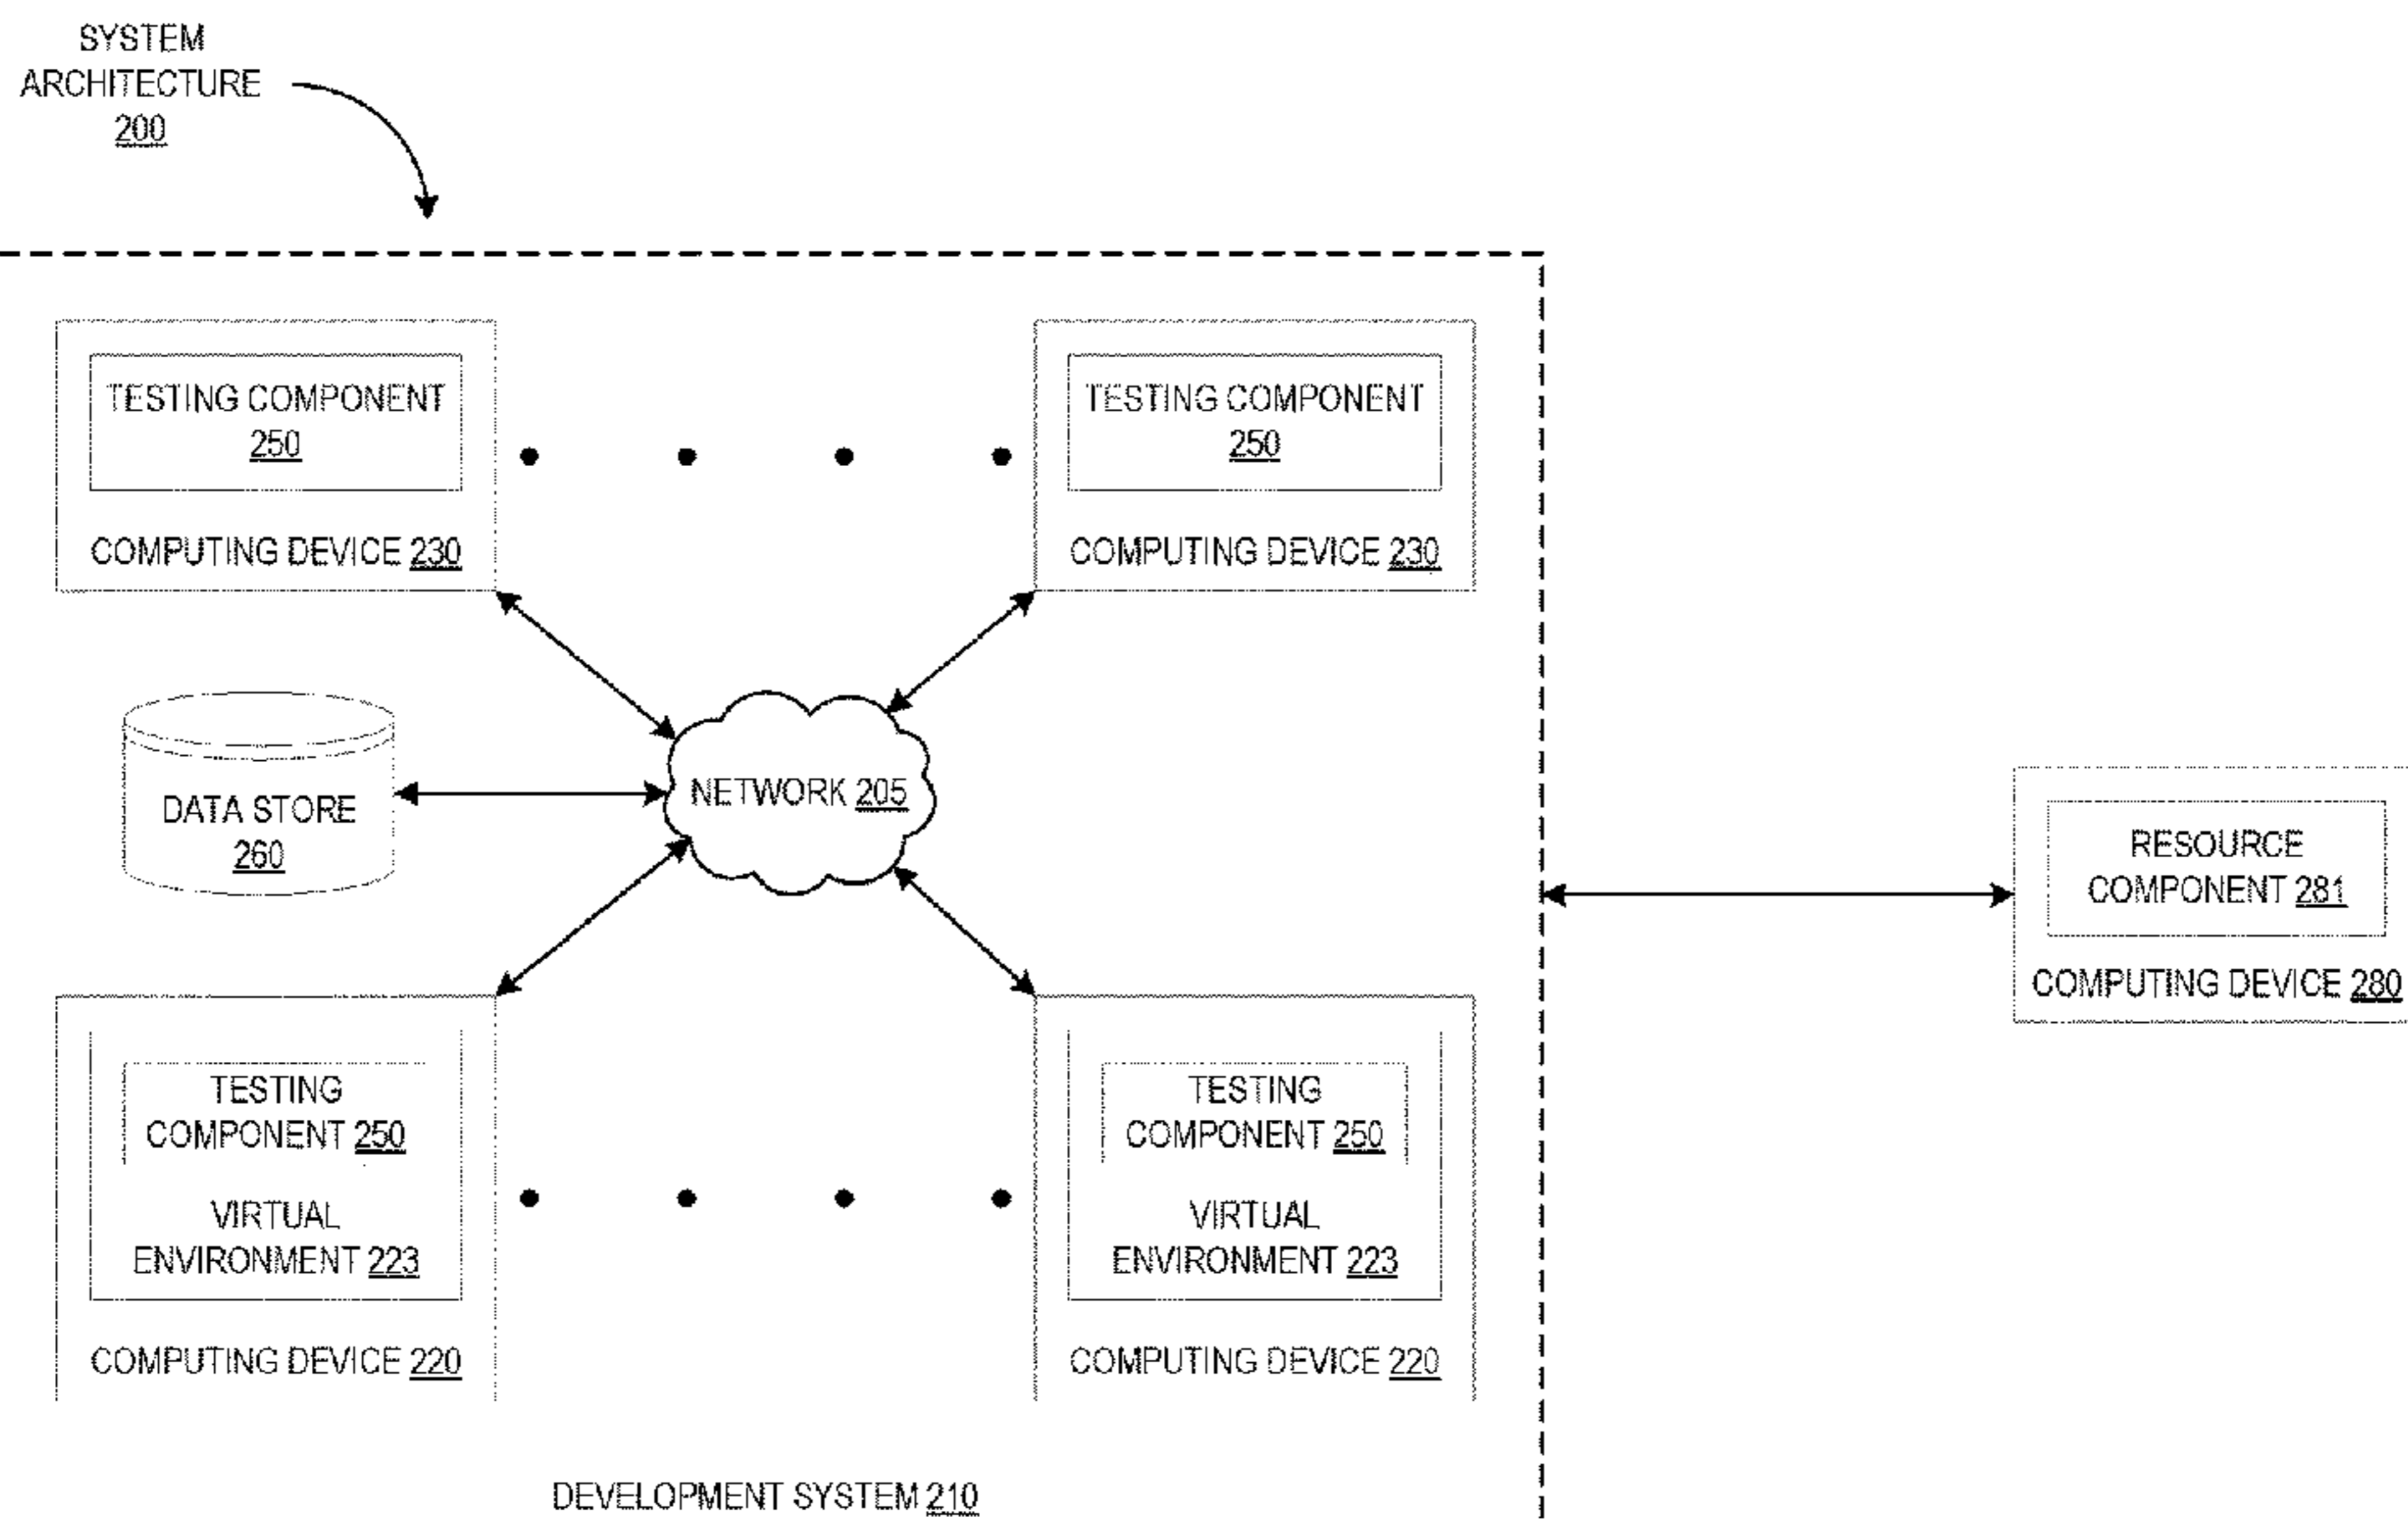 SYSTEM
ARCHITECTURE
200
TESTING COMPONENT
250
COMPUTING DEVICE 230
TESTING COMPONENT
250
COMPUTING DEVICE 230
DATA STORE
260
NETWORK 205
RESOURCE
COMPONENT 281
COMPUTING DEVICE 280
TESTING
COMPONENT 250
VIRTUAL
ENVIRONMENT 223
COMPUTING DEVICE 220
TESTING
COMPONENT 250
VIRTUAL
ENVIRONMENT 223
COMPUTING DEVICE 220
DEVELOPMENT SYSTEM 210